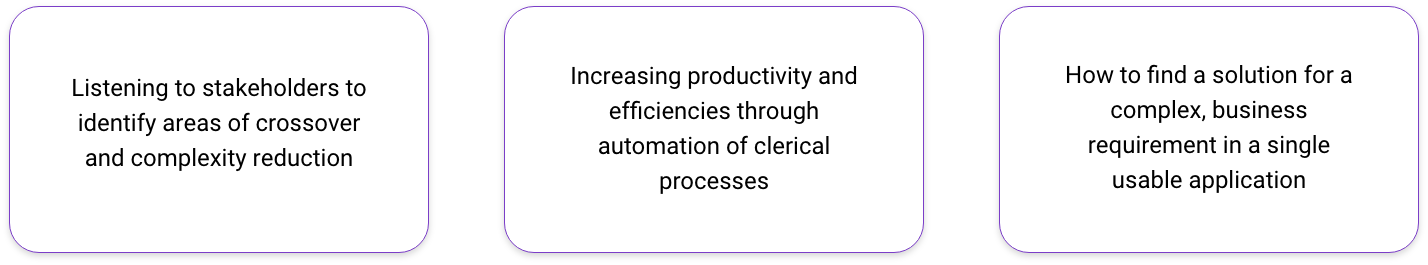 Listening to stakeholders to
identify areas of crossover
and complexity reduction
Increasing productivity and
efficiencies through
automation of clerical
processes
How to find a solution for a
complex, business
requirement in a single
usable application